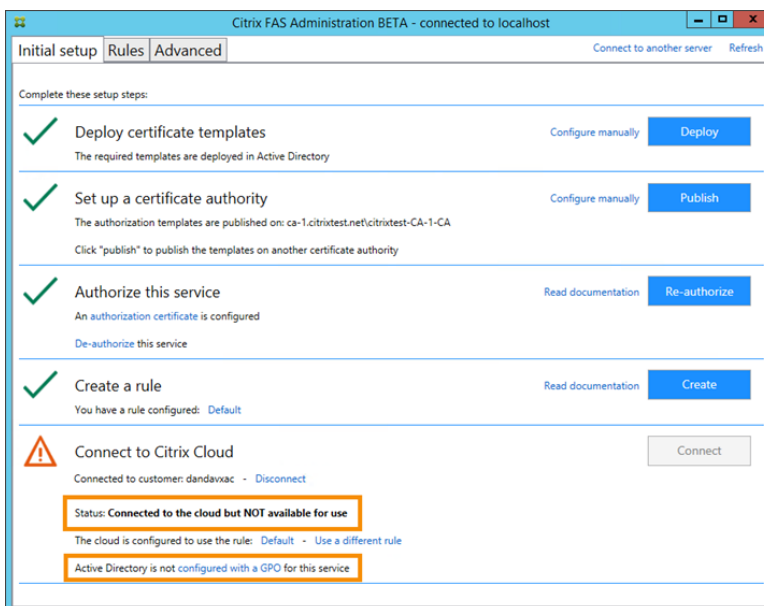 Citrix FAS Administration BETA - connected to localhost
Initial setup Rules Advanced Connect to another server Refresh
Complete these setup steps:
Deploy certificate templates Configure manually Deploy
The required templates are deployed in Active Directory
Set up a certificate authority Configure manually Publish
The authorization templates are published on: ca-1.citrixtest.net\citrixtest-CA-1-CA
Click "publish" to publish the templates on another certificate authority
Authorize this service Read documentation Re-authorize
An authorization certificate is configured
De-authorize this service
Create a rule Read documentation Create
You have a rule configured: Default
Connect to Citrix Cloud Connect
Connected to customer: dandavxac - Disconnect
Status: Connected to the cloud but NOT available for use
The cloud is configured to use the rule: Default - Use a different rule
Active Directory is not configured with a GPO for this service